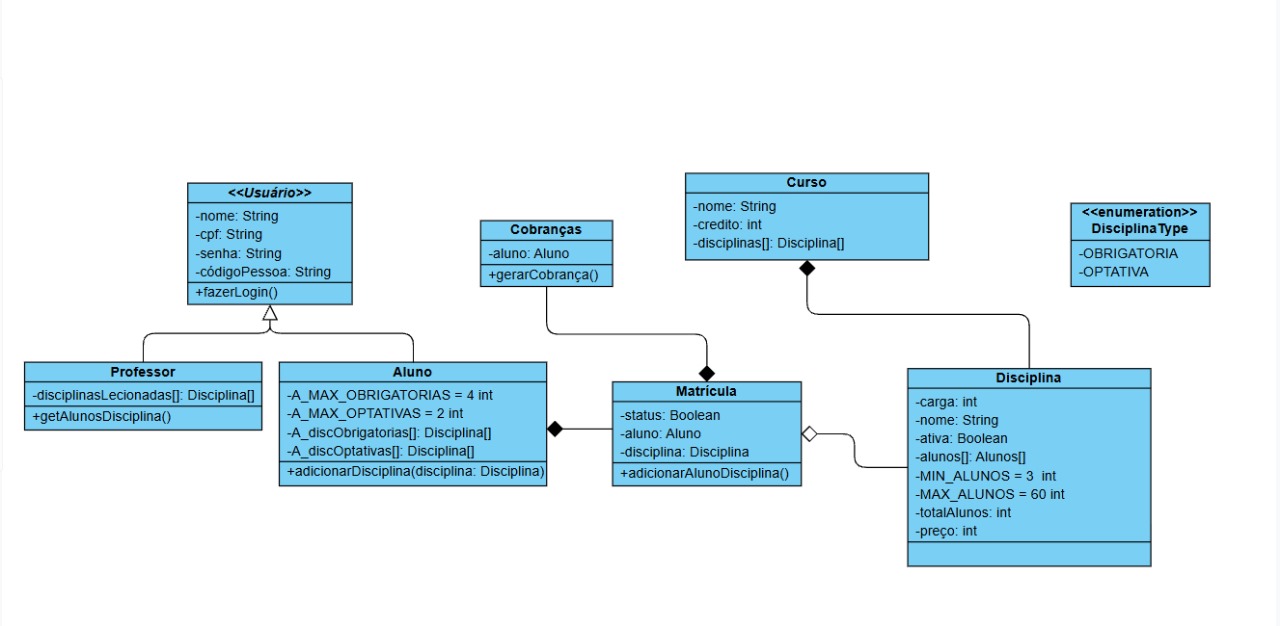 <<Usuário>>
-nome: String
-cpf: String
-senha: String
-códigoPessoa: String
+fazerLogin()
Professor
-disciplinasLecionadas[]: Disciplina[]
+getAlunosDisciplina()
Aluno
-A_MAX_OBRIGATORIAS = 4 int
-A_MAX_OPTATIVAS = 2 int
-A_discObrigatorias[]: Disciplina[]
-A_discOptativas[]: Disciplina[]
+adicionarDisciplina(disciplina: Disciplina)
Cobranças
-aluno: Aluno
+gerarCobrança()
Matrícula
-status: Boolean
-aluno: Aluno
-disciplina: Disciplina
+adicionarAlunoDisciplina()
Curso
-nome: String
-credito: int
-disciplinas[]: Disciplina[]
Disciplina
-carga: int
-nome: String
-ativa: Boolean
-alunos[]: Alunos[]
-MIN_ALUNOS = 3 int
-MAX_ALUNOS = 60 int
-totalAlunos: int
-preço: int
<<enumeration>>
DisciplinaType
-OBRIGATORIA
-OPTATIVA